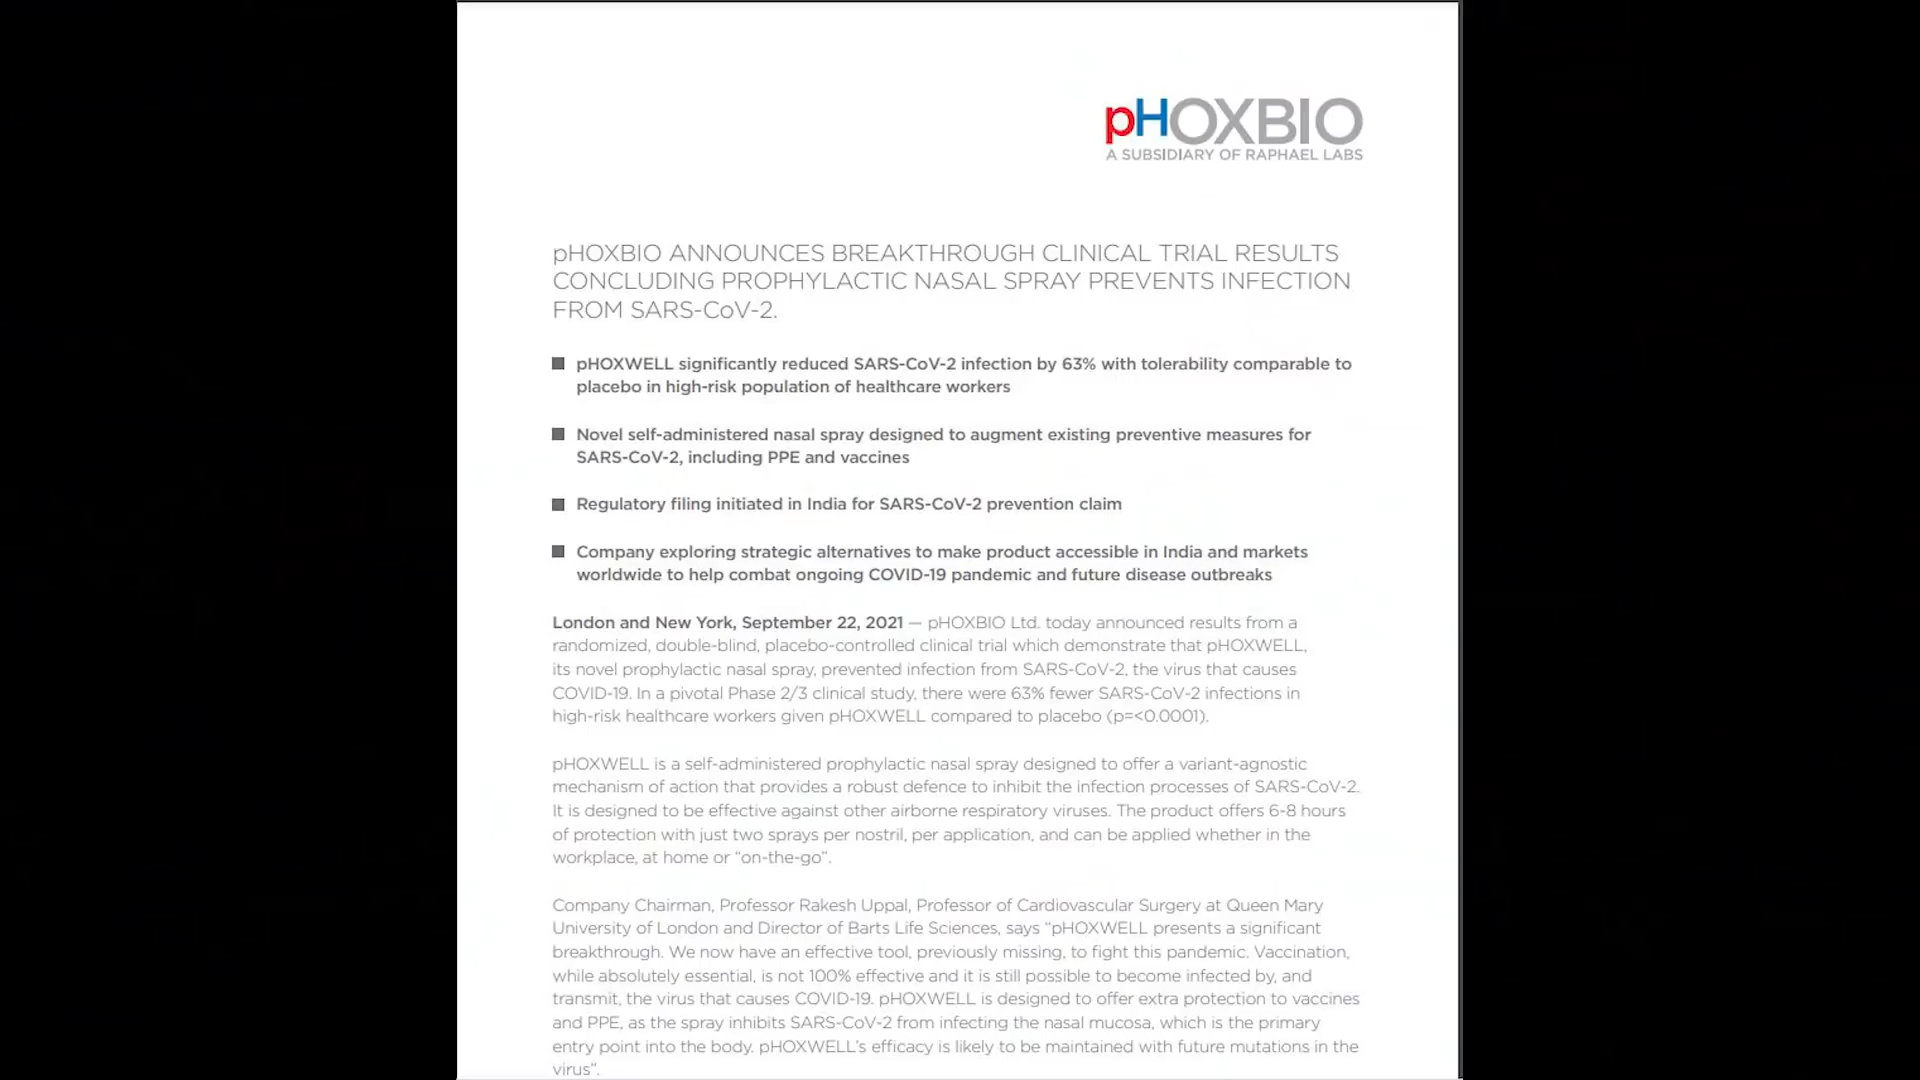 pHOXBIO
A SUBSIDIARY OF RAPHAEL LABS
pHOXBIO ANNOUNCES BREAKTHROUGH CLINICAL TRIAL RESULTS
CONCLUDING PROPHYLACTIC NASAL SPRAY PREVENTS INFECTION
FROM SARS-CoV-2.
■ pHOXWELL significantly reduced SARS-CoV-2 infection by 63% with tolerability comparable to
placebo in high-risk population of healthcare workers
■ Novel self-administered nasal spray designed to augment existing preventive measures for
SARS-CoV-2, including PPE and vaccines
■ Regulatory filing initiated in India for SARS-CoV-2 prevention claim
■ Company exploring strategic alternatives to make product accessible in India and markets
worldwide to help combat ongoing COVID-19 pandemic and future disease outbreaks
London and New York, September 22, 2021 — pHOXBIO Ltd. today announced results from a
randomized, double-blind, placebo-controlled clinical trial which demonstrate that pHOXWELL,
its novel prophylactic nasal spray, prevented infection from SARS-CoV-2, the virus that causes
COVID-19. In a pivotal Phase 2/3 clinical study, there were 63% fewer SARS-CoV-2 infections in
high-risk healthcare workers given pHOXWELL compared to placebo (p=<0.0001).
pHOXWELL is a self-administered prophylactic nasal spray designed to offer a variant-agnostic
mechanism of action that provides a robust defence to inhibit the infection processes of SARS-CoV-2.
It is designed to be effective against other airborne respiratory viruses. The product offers 6-8 hours
of protection with just two sprays per nostril, per application, and can be applied whether in the
workplace, at home or “on-the-go”.
Company Chairman, Professor Rakesh Uppal, Professor of Cardiovascular Surgery at Queen Mary
University of London and Director of Barts Life Sciences, says “pHOXWELL presents a significant
breakthrough. We now have an effective tool, previously missing, to fight this pandemic. Vaccination,
while absolutely essential, is not 100% effective and it is still possible to become infected by, and
transmit, the virus that causes COVID-19. pHOXWELL is designed to offer extra protection to vaccines
and PPE, as the spray inhibits SARS-CoV-2 from infecting the nasal mucosa, which is the primary
entry point into the body. pHOXWELL’s efficacy is likely to be maintained with future mutations in the
virus”.